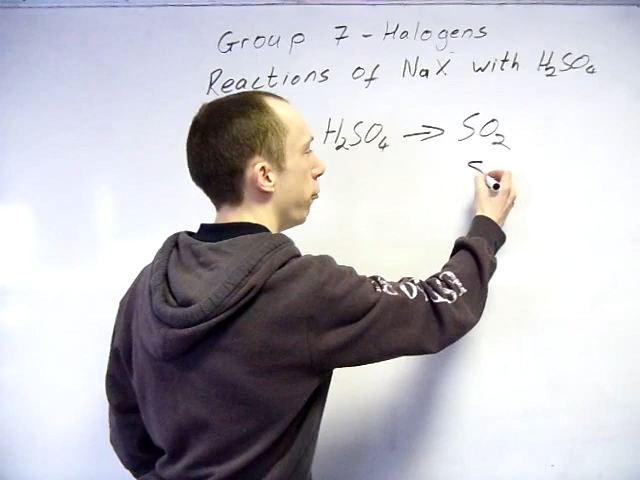 Group 7 - Halogens
Reactions of NaX with H₂SO₄
H₂SO₄ → SO₂